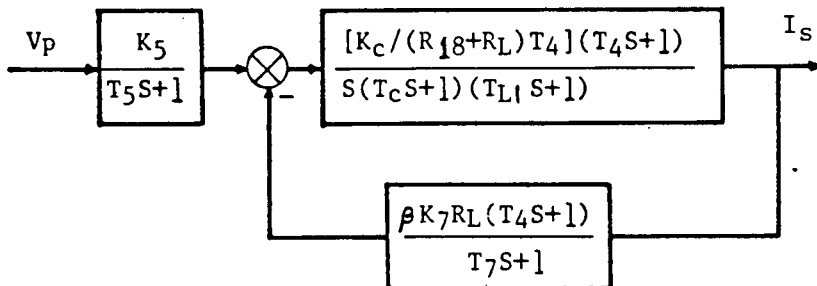 Vp
K5
T5S+1
-
[Kc/(R18+RL)T4](T4S+1)
S(TcS+1)(TL1S+1)
Is
βK7RL(T4S+1)
T7S+1